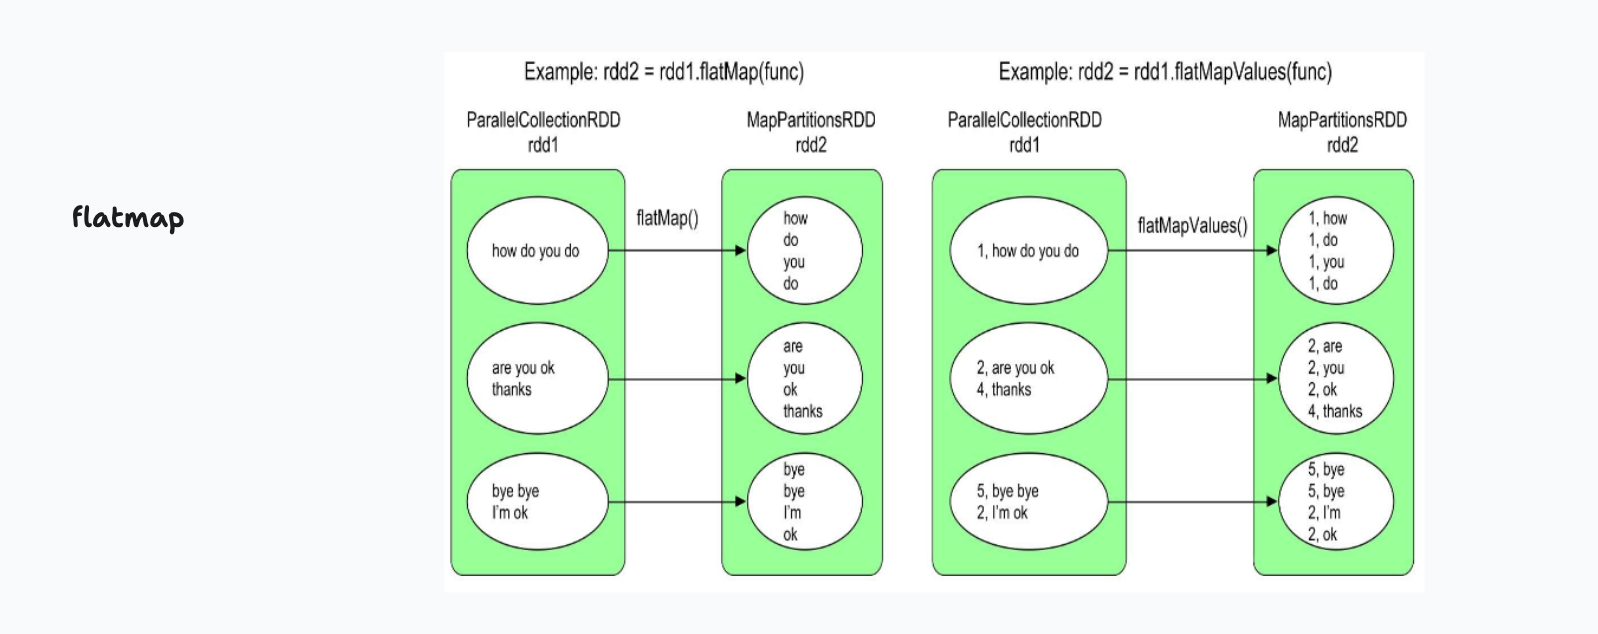 flatmap
Example: rdd2 = rdd1.flatMap(func)
ParallelCollectionRDD
rdd1
MapPartitionsRDD
rdd2
how do you do
flatMap()
how
do
you
do
are you ok
thanks
are
you
ok
thanks
bye bye
I'm ok
bye
bye
I'm
ok
Example: rdd2 = rdd1.flatMapValues(func)
ParallelCollectionRDD
rdd1
MapPartitionsRDD
rdd2
1, how do you do
flatMapValues()
1, how
1, do
1, you
1, do
2, are you ok
4, thanks
2, are
2, you
2, ok
4, thanks
5, bye bye
2, I'm ok
5, bye
5, bye
2, I'm
2, ok